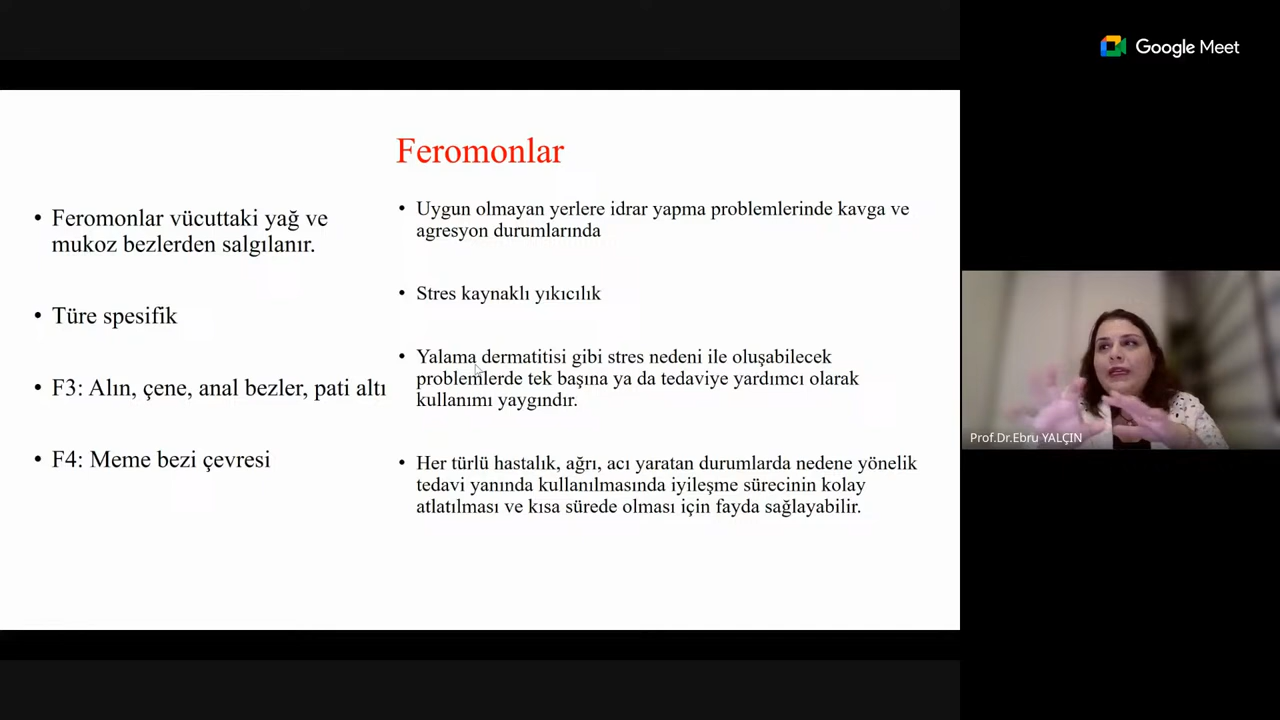 Google Meet
Feromonlar
• Feromonlar vücuttaki yağ ve
mukoz bezlerden salgılanır.
• Türe spesifik
• F3: Alın, çene, anal bezler, pati altı
• F4: Meme bezi çevresi
• Uygun olmayan yerlere idrar yapma problemlerinde kavga ve
agresyon durumlarında
• Stres kaynaklı yıkıcılık
• Yalama dermatitisi gibi stres nedeni ile oluşabilecek
problemlerde tek başına ya da tedaviye yardımcı olarak
kullanımı yaygındır.
• Her türlü hastalık, ağrı, acı yaratan durumlarda nedene yönelik
tedavi yanında kullanılmasında iyileşme sürecinin kolay
atlatılması ve kısa sürede olması için fayda sağlayabilir.
Prof.Dr.Ebru YALÇIN